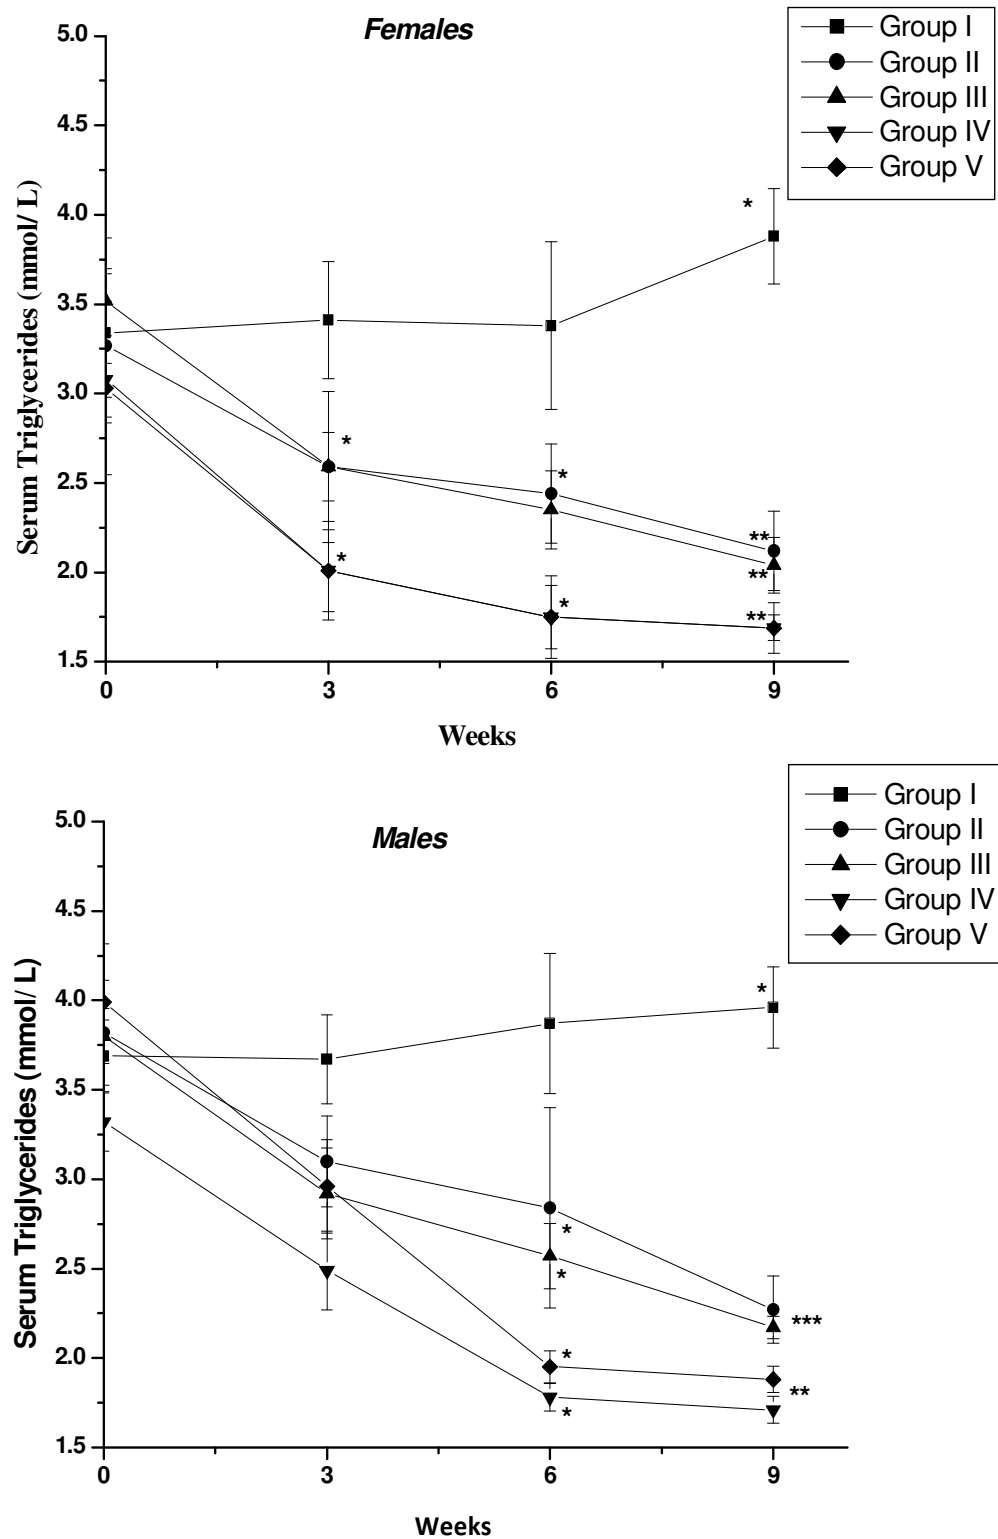 Females
Group I
Group II
Group III
Group IV
Group V
Serum Triglycerides (mmol/ L)
5.0
4.5
4.0
*
3.5
3.0
*
2.5
*
**
2.0
*
**
*
**
1.5
0 3 6 9
Weeks
Males
Group I
Group II
Group III
Group IV
Group V
Serum Triglycerides (mmol/ L)
5.0
4.5
4.0
*
3.5
3.0
*
2.5
*
***
2.0
*
**
*
1.5
0 3 6 9
Weeks